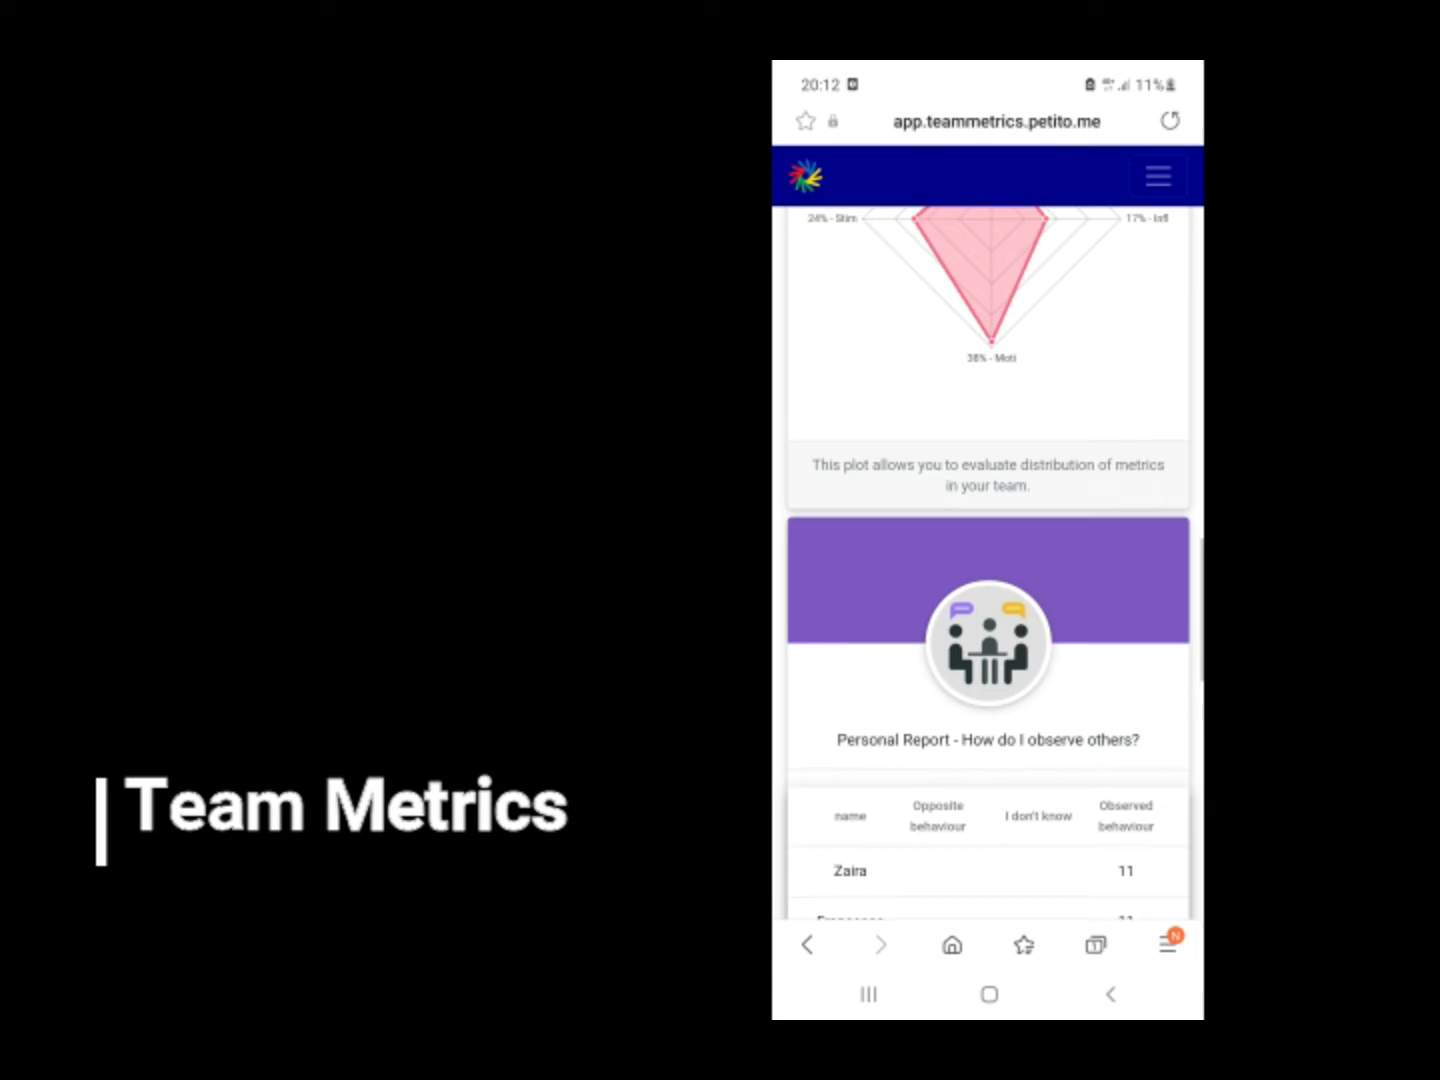 20:12
11%
app.teammetrics.petito.me
24% - Stim
17% - Infl
38% - Moti
This plot allows you to evaluate distribution of metrics
in your team.
Personal Report - How do I observe others?
name
Opposite
behaviour
I don't know
Observed
behaviour
Zaira
11
Team Metrics
1
N